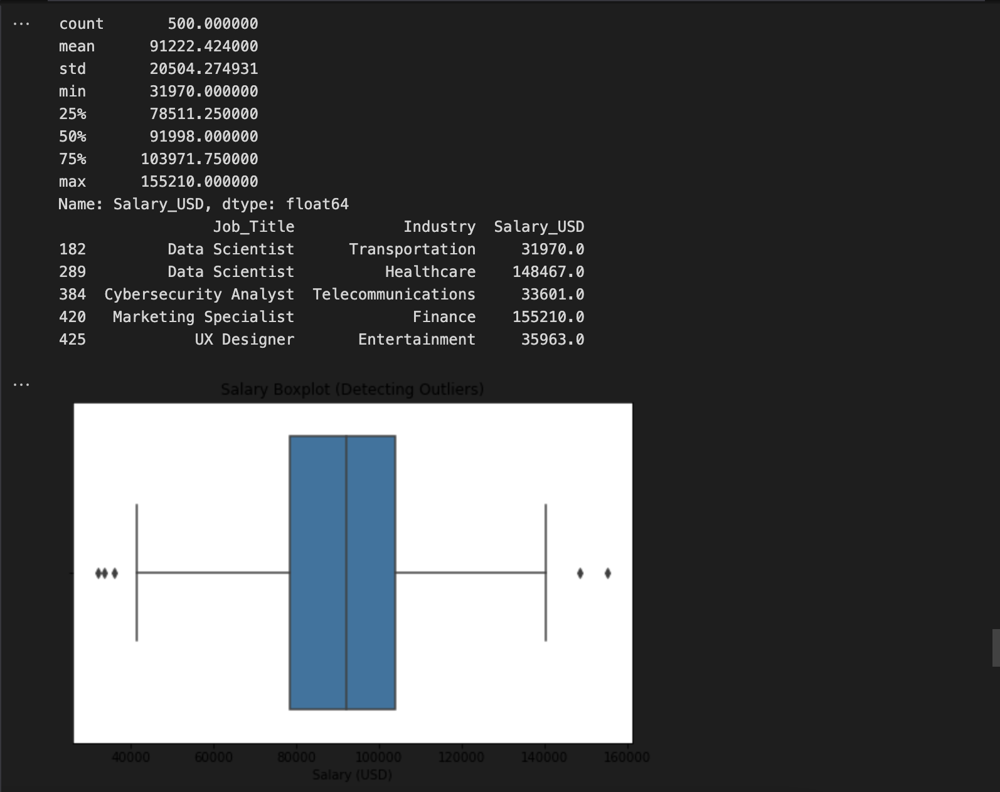 count 500.000000
mean 91222.424000
std 20504.274931
min 31970.000000
25% 78511.250000
50% 91998.000000
75% 103971.750000
max 155210.000000
Name: Salary_USD, dtype: float64
Job_Title Industry Salary_USD
182 Data Scientist Transportation 31970.0
289 Data Scientist Healthcare 148467.0
384 Cybersecurity Analyst Telecommunications 33601.0
420 Marketing Specialist Finance 155210.0
425 UX Designer Entertainment 35963.0
Salary Boxplot (Detecting Outliers)
40000 60000 80000 100000 120000 140000 160000
Salary (USD)